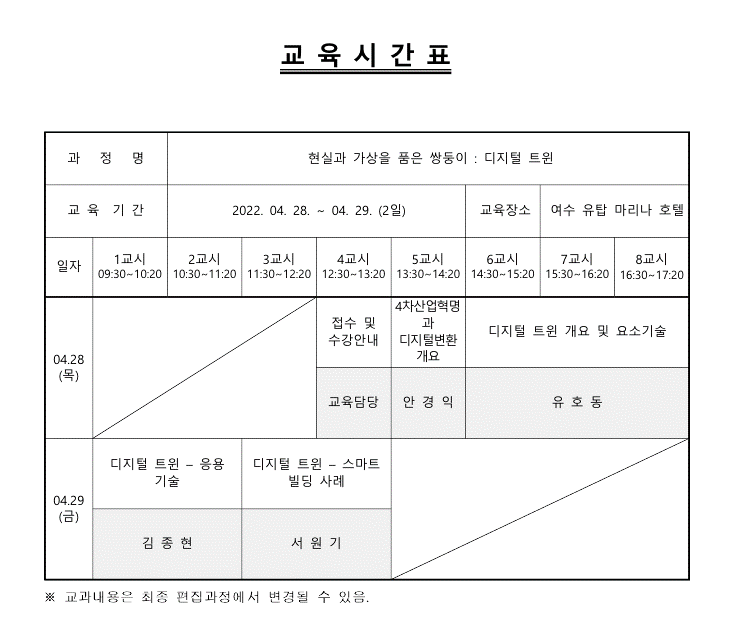 교 육 시 간 표
과 정 명
현실과 가상을 품은 쌍둥이 : 디지털 트윈
교 육 기 간
2022. 04. 28. ~ 04. 29. (2일)
교육장소
여수 유탑 마리나 호텔
일자
1교시
09:30~10:20
2교시
10:30~11:20
3교시
11:30~12:20
4교시
12:30~13:20
5교시
13:30~14:20
6교시
14:30~15:20
7교시
15:30~16:20
8교시
16:30~17:20
04.28
(목)
접수 및
수강안내
4차산업혁명
과
디지털변환
개요
디지털 트윈 개요 및 요소기술
교육담당
안 경 익
유 호 동
04.29
(금)
디지털 트윈 – 응용
기술
디지털 트윈 – 스마트
빌딩 사례
김 종 현
서 원 기
※ 교과내용은 최종 편집과정에서 변경될 수 있음.